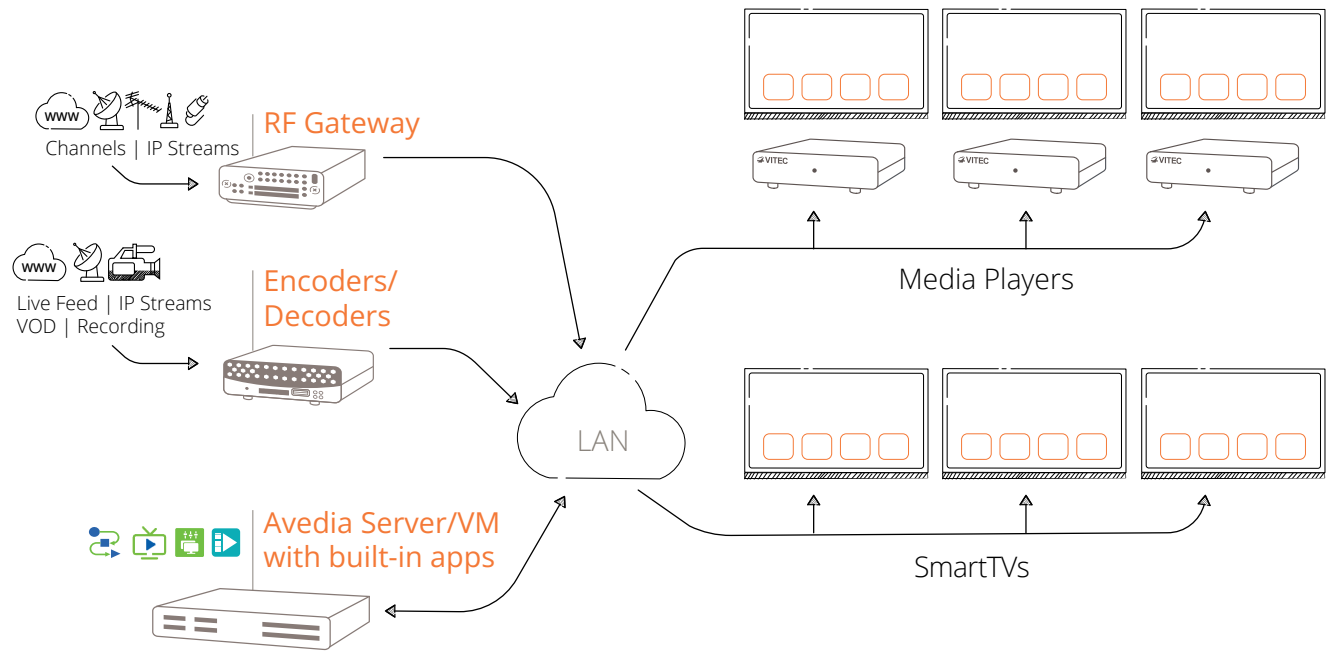 WWW
Channels | IP Streams
RF Gateway
WWW
Live Feed | IP Streams
VOD | Recording
Encoders/
Decoders
Avedia Server/VM
with built-in apps
LAN
VITEC
VITEC
VITEC
Media Players
SmartTVs